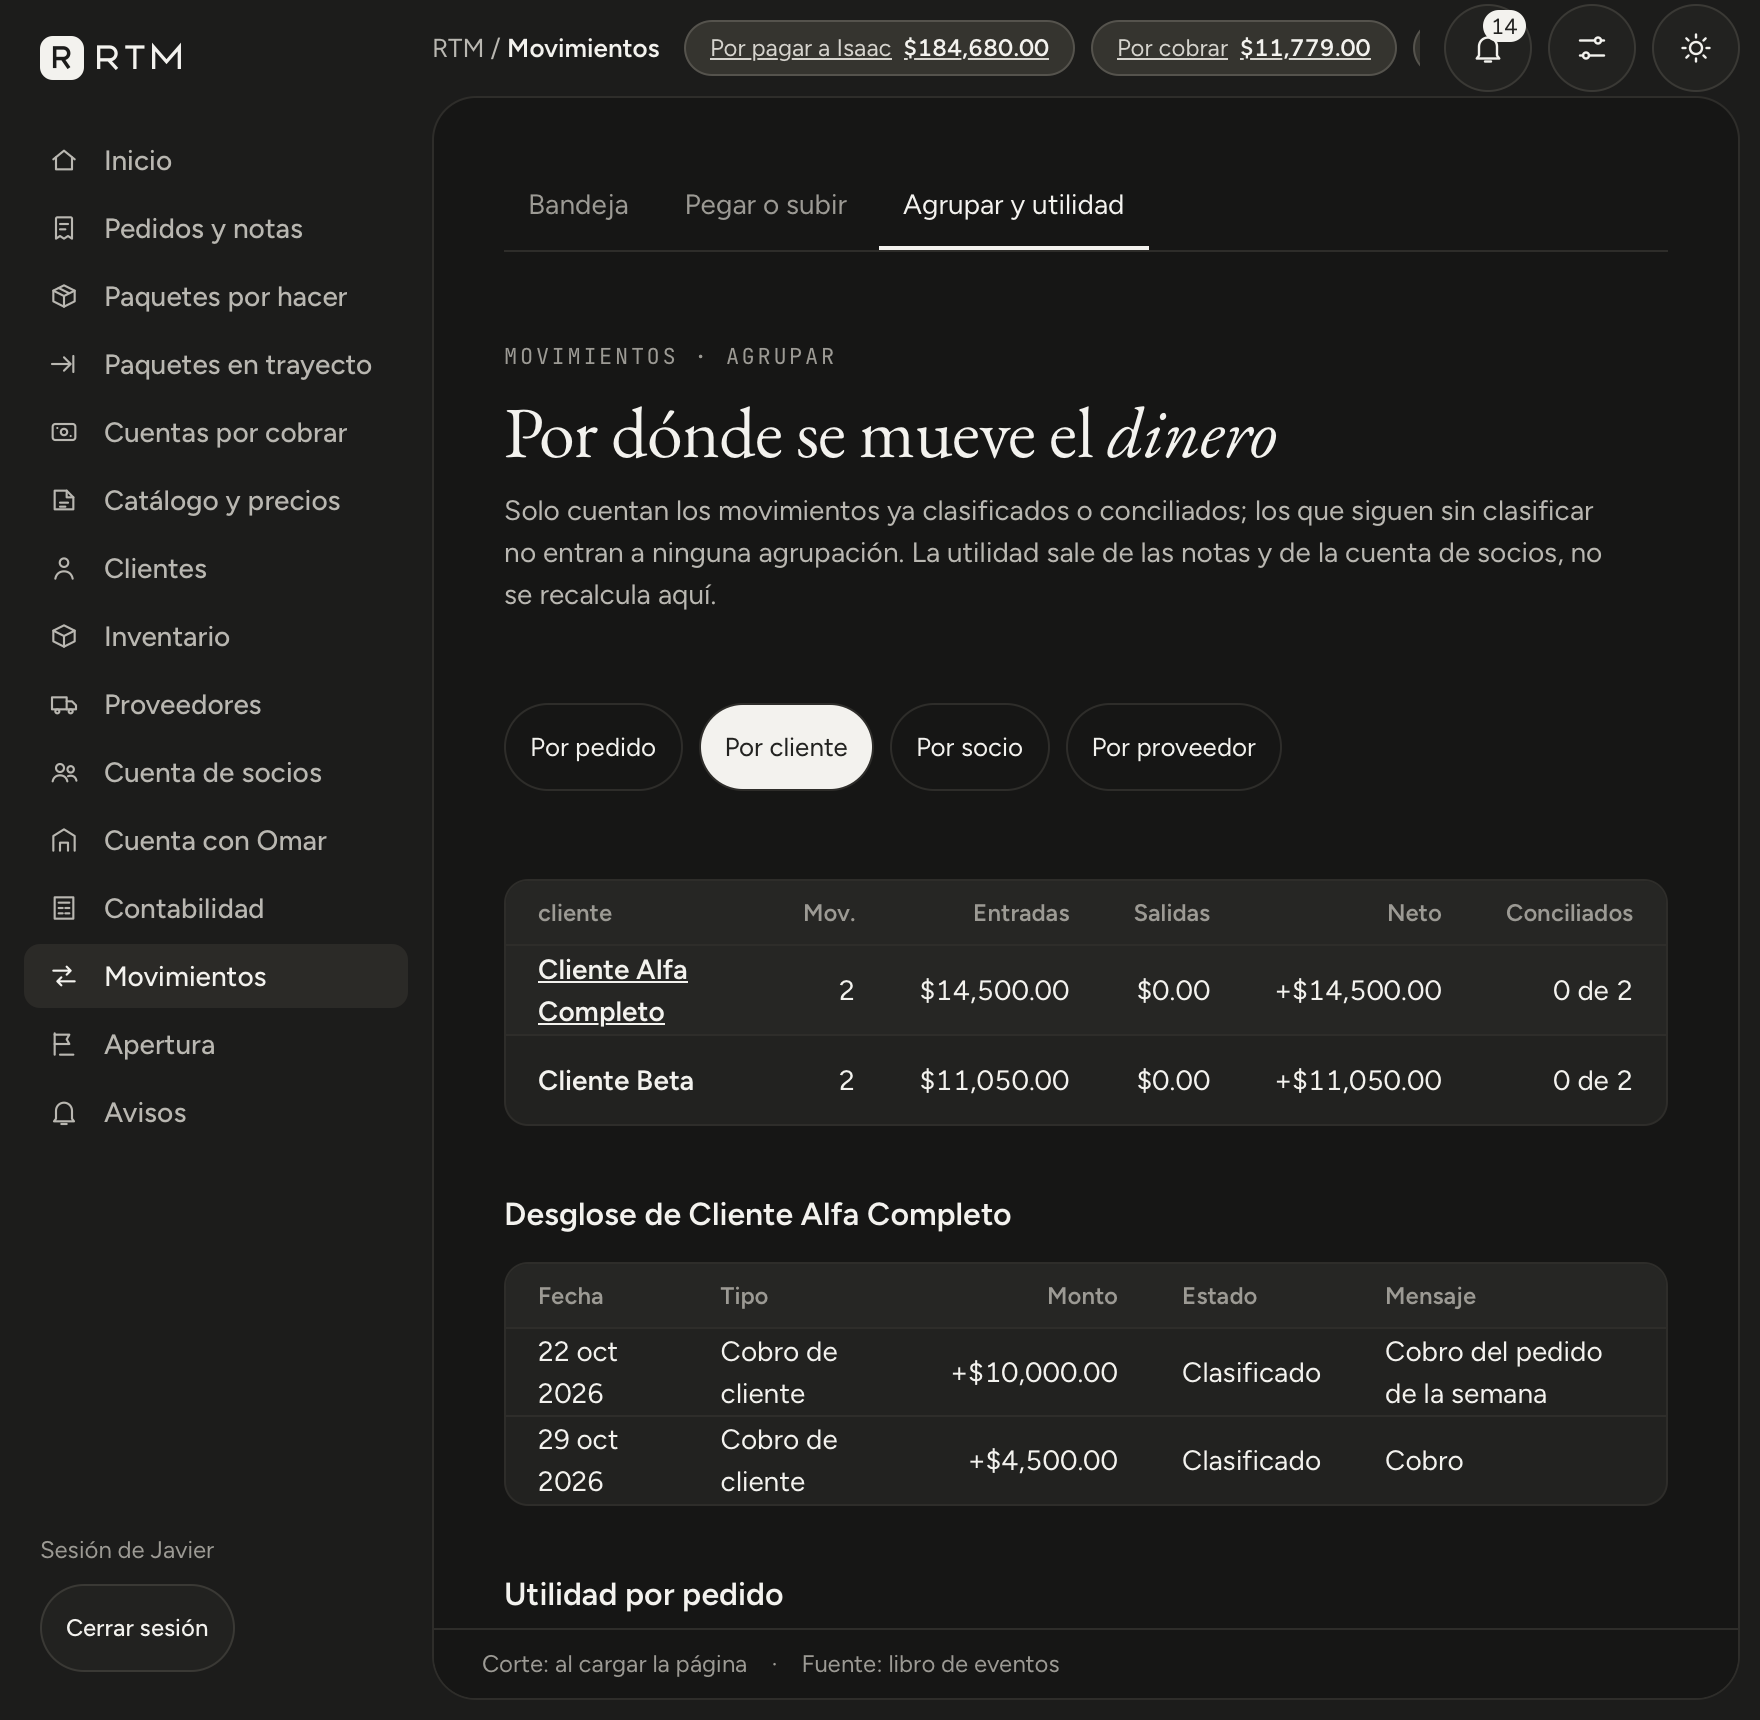 R RTM
RTM / Movimientos
Por pagar a Isaac $184,680.00
Por cobrar $11,779.00
14
Inicio
Pedidos y notas
Paquetes por hacer
Paquetes en trayecto
Cuentas por cobrar
Catálogo y precios
Clientes
Inventario
Proveedores
Cuenta de socios
Cuenta con Omar
Contabilidad
Movimientos
Apertura
Avisos
Sesión de Javier
Cerrar sesión
Bandeja Pegar o subir Agrupar y utilidad
MOVIMIENTOS · AGRUPAR
Por dónde se mueve el dinero
Solo cuentan los movimientos ya clasificados o conciliados; los que siguen sin clasificar
no entran a ninguna agrupación. La utilidad sale de las notas y de la cuenta de socios, no
se recalcula aquí.
Por pedido Por cliente Por socio Por proveedor
cliente Mov. Entradas Salidas Neto Conciliados
Cliente Alfa
Completo
2 $14,500.00 $0.00 +$14,500.00 0 de 2
Cliente Beta 2 $11,050.00 $0.00 +$11,050.00 0 de 2
Desglose de Cliente Alfa Completo
Fecha Tipo Monto Estado Mensaje
22 oct
2026
Cobro de
cliente
+$10,000.00 Clasificado
Cobro del pedido
de la semana
29 oct
2026
Cobro de
cliente
+$4,500.00 Clasificado Cobro
Utilidad por pedido
Corte: al cargar la página · Fuente: libro de eventos